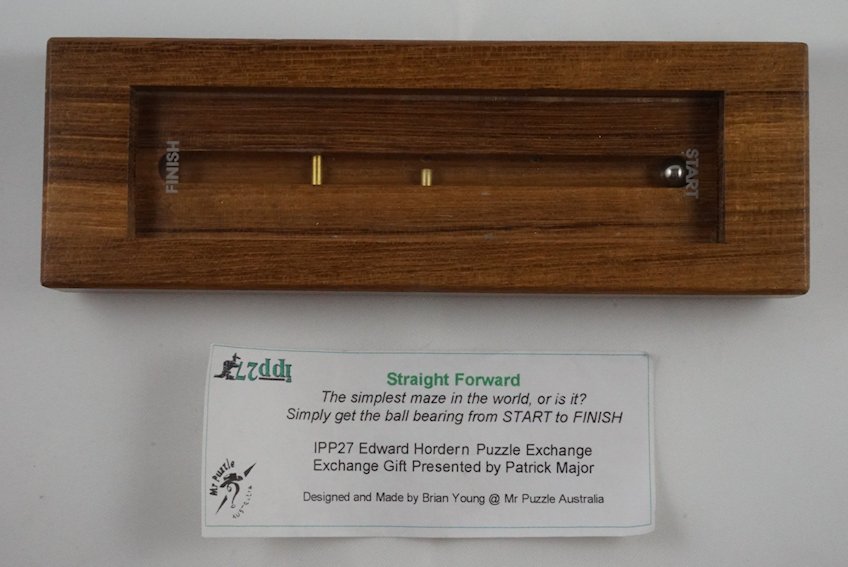 FINISH
START
ipp27
Straight Forward
The simplest maze in the world, or is it?
Simply get the ball bearing from START to FINISH
IPP27 Edward Hordern Puzzle Exchange
Exchange Gift Presented by Patrick Major
Mr Puzzle
Australia
Designed and Made by Brian Young @ Mr Puzzle Australia